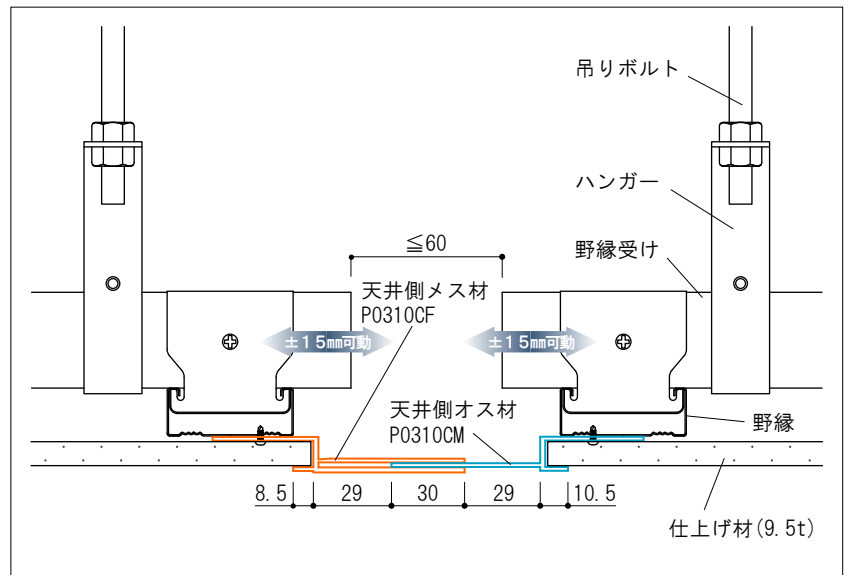 吊りボルト
ハンガー
≦60
野縁受け
天井側メス材
P0310CF
±15㎜可動
±15㎜可動
天井側オス材
P0310CM
野縁
8.5
29
30
29
10.5
仕上げ材(9.5t)